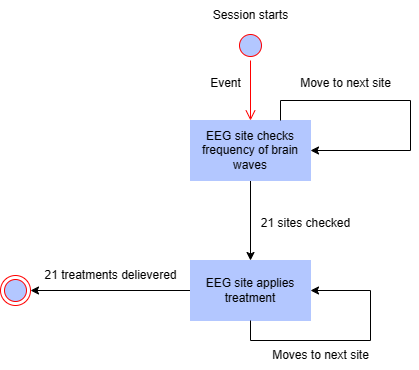 Session starts
Event
Move to next site
EEG site checks
frequency of brain
waves
21 sites checked
21 treatments delievered
EEG site applies
treatment
Moves to next site